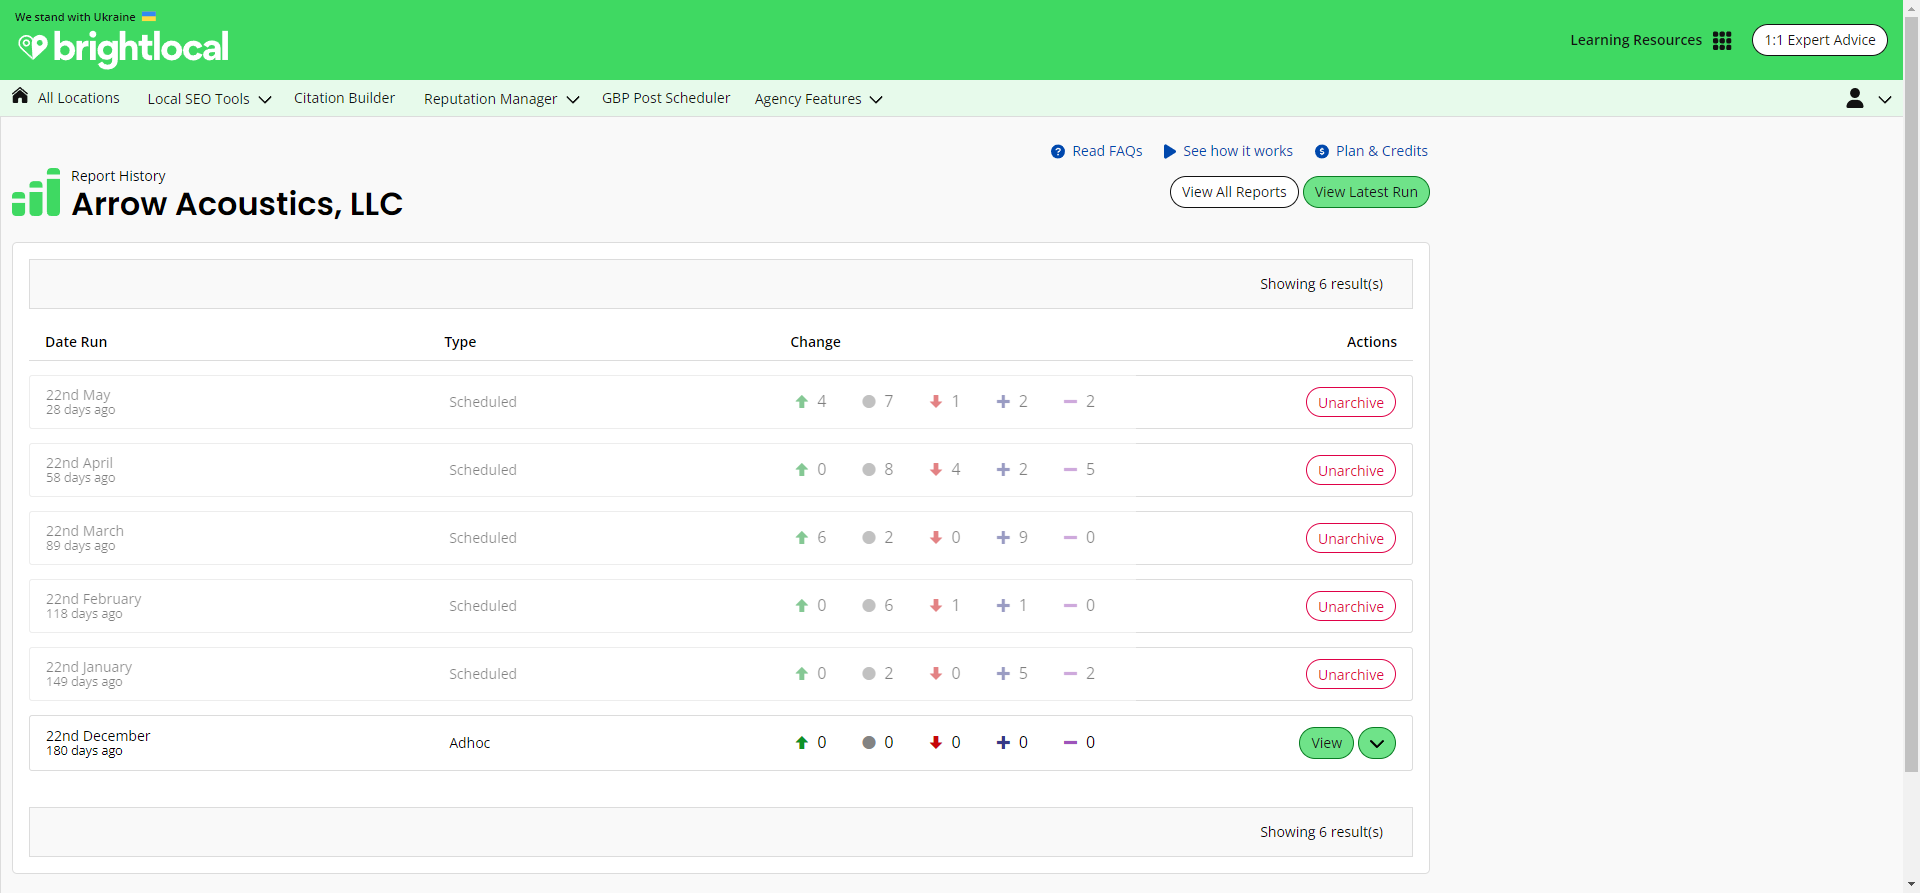 We stand with Ukraine
brightlocal
Learning Resources
1:1 Expert Advice
All Locations
Local SEO Tools
Citation Builder
Reputation Manager
GBP Post Scheduler
Agency Features
Read FAQs
See how it works
Plan & Credits
Report History
Arrow Acoustics, LLC
View All Reports
View Latest Run
Showing 6 result(s)
Date Run Type Change Actions
22nd May
28 days ago
Scheduled 4 7 1 2 2 Unarchive
22nd April
58 days ago
Scheduled 0 8 4 2 5 Unarchive
22nd March
89 days ago
Scheduled 6 2 0 9 0 Unarchive
22nd February
118 days ago
Scheduled 0 6 1 1 0 Unarchive
22nd January
149 days ago
Scheduled 0 2 0 5 2 Unarchive
22nd December
180 days ago
Adhoc 0 0 0 0 0 View
Showing 6 result(s)